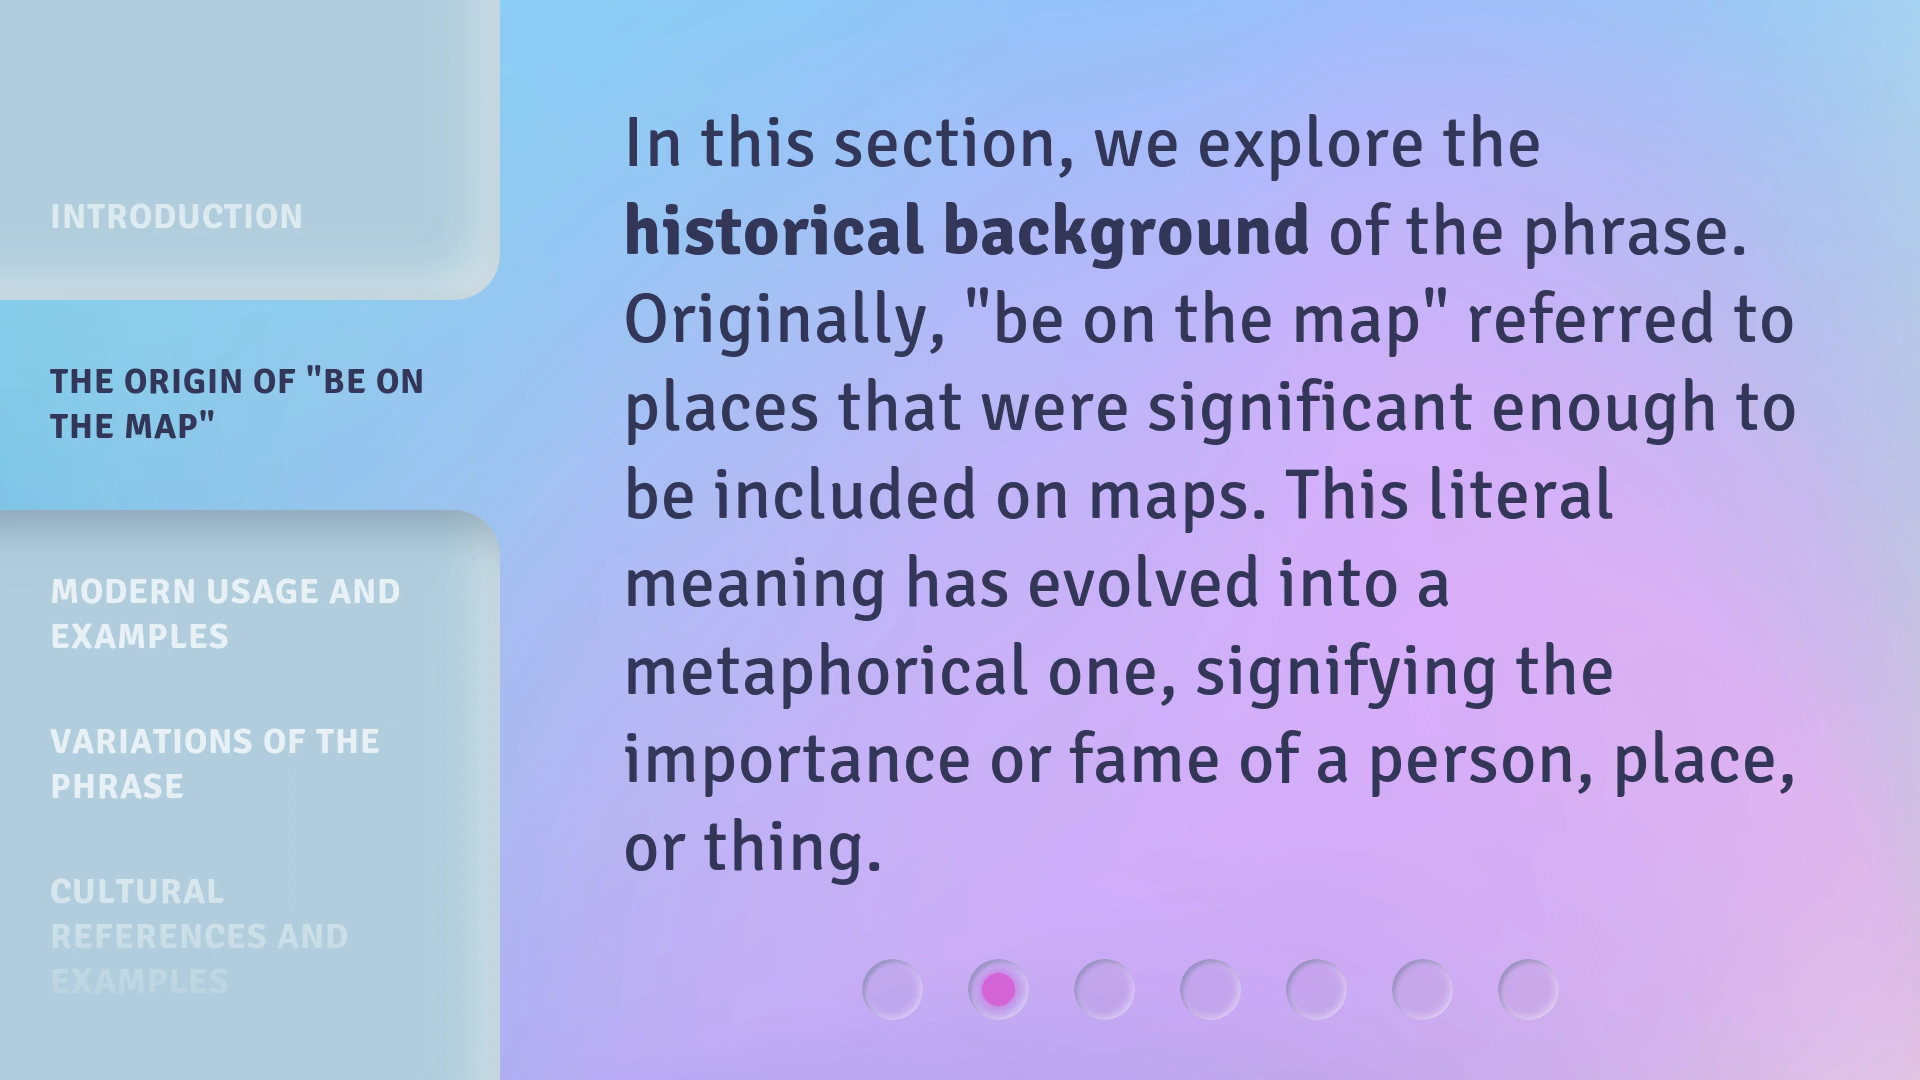 INTRODUCTION
THE ORIGIN OF "BE ON
THE MAP"
MODERN USAGE AND
EXAMPLES
VARIATIONS OF THE
PHRASE
CULTURAL
REFERENCES AND
EXAMPLES
In this section, we explore the
historical background of the phrase.
Originally, "be on the map" referred to
places that were significant enough to
be included on maps. This literal
meaning has evolved into a
metaphorical one, signifying the
importance or fame of a person, place,
or thing.